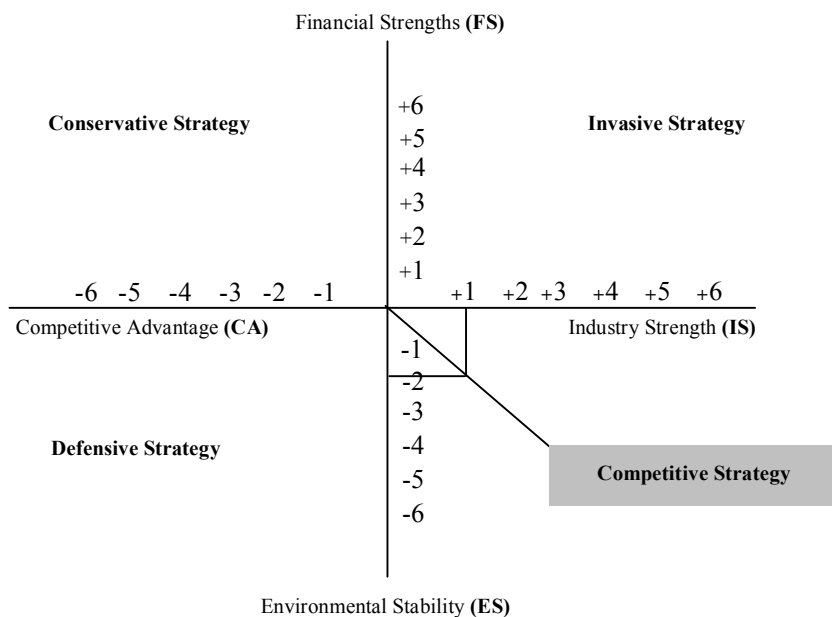 Financial Strengths (FS)
+6
Conservative Strategy Invasive Strategy
+5
+4
+3
+2
+1
-6 -5 -4 -3 -2 -1 +1 +2 +3 +4 +5 +6
Competitive Advantage (CA) Industry Strength (IS)
-1
-2
-3
Defensive Strategy
-4
Competitive Strategy
-5
-6
Environmental Stability (ES)